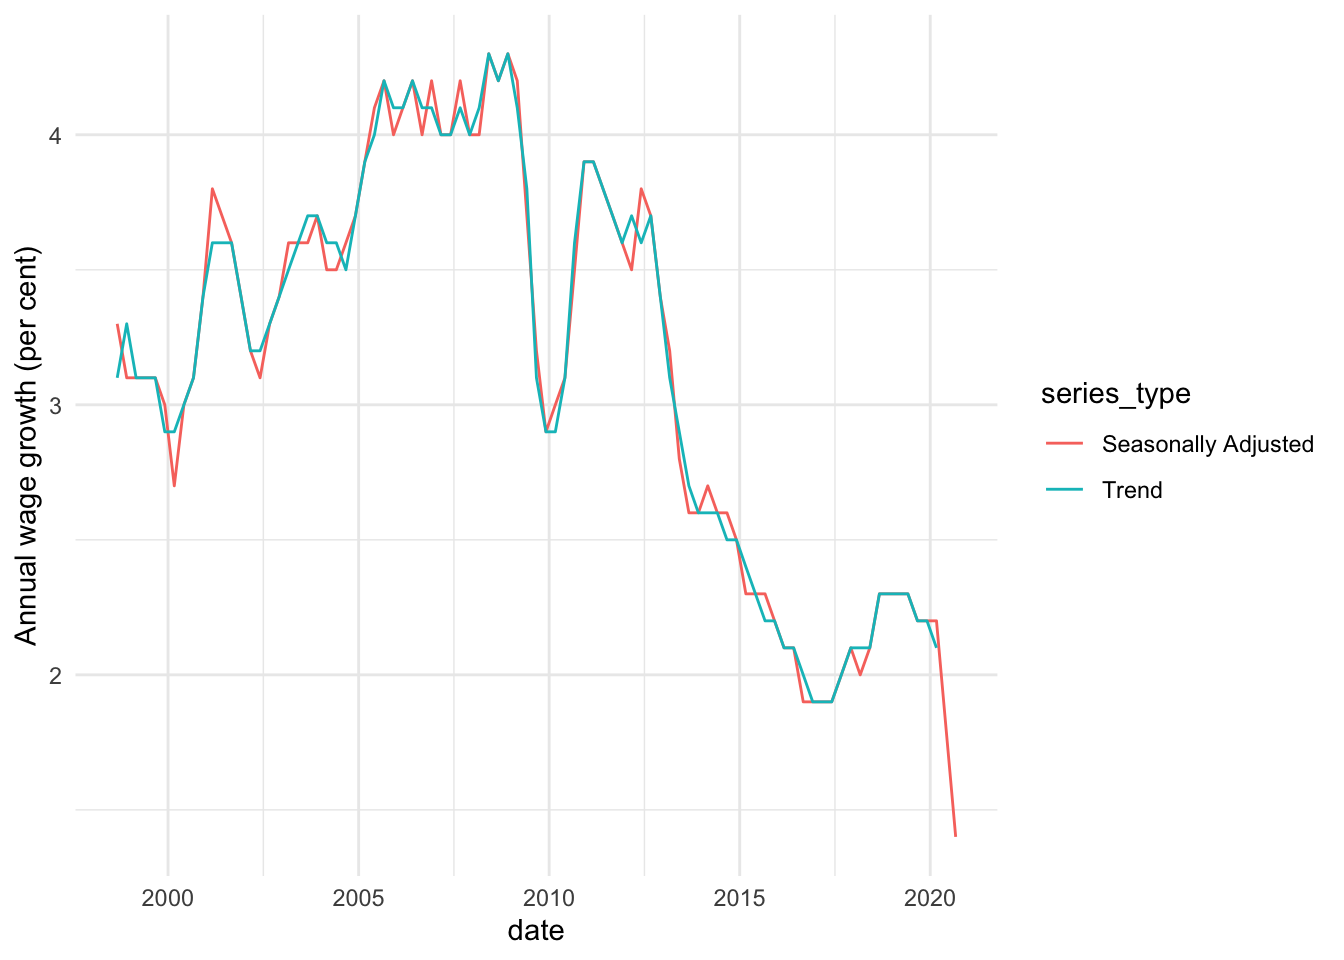 Annual wage growth (per cent)
4
3
2
2000
2005
2010
2015
2020
date
series_type
Seasonally Adjusted
Trend